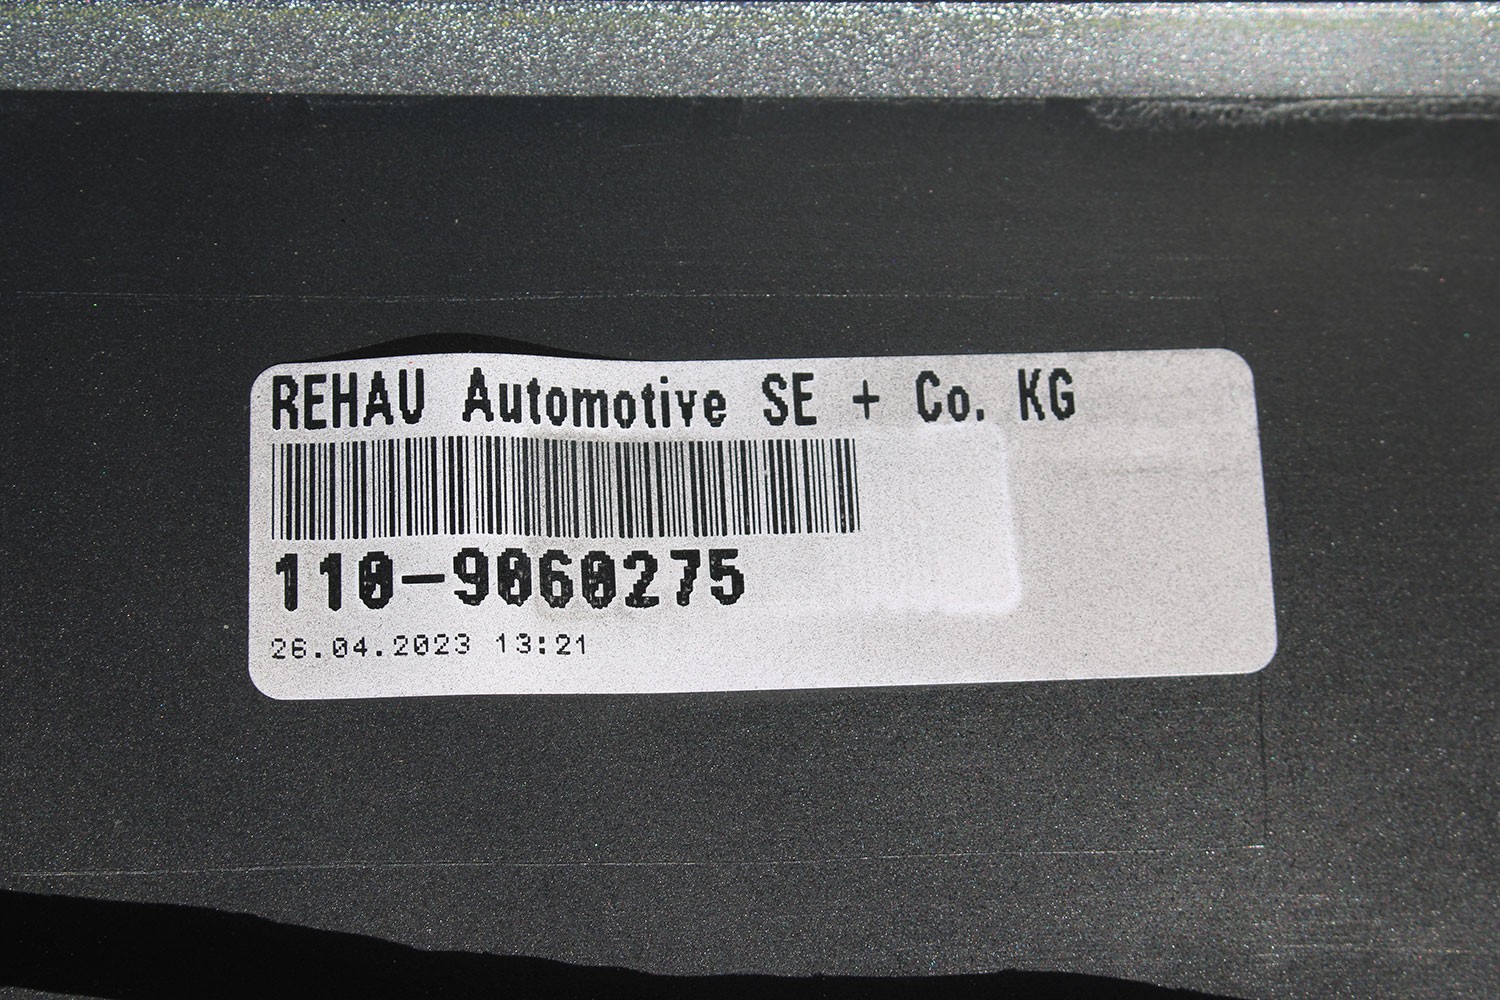 REHAU Automotive SE + Co. KG
110-9060275
26.04.2023 13:21